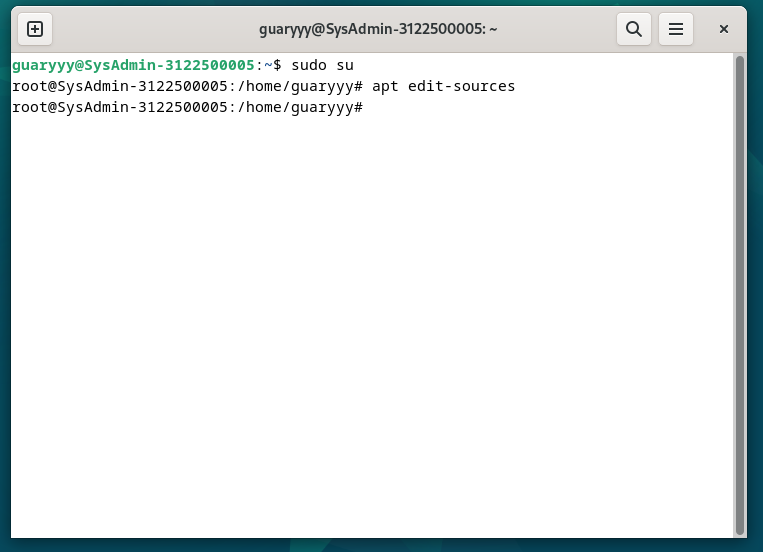 guaryyy@SysAdmin-3122500005: ~
guaryyy@SysAdmin-3122500005:~$ sudo su
root@SysAdmin-3122500005:/home/guaryyy# apt edit-sources
root@SysAdmin-3122500005:/home/guaryyy#